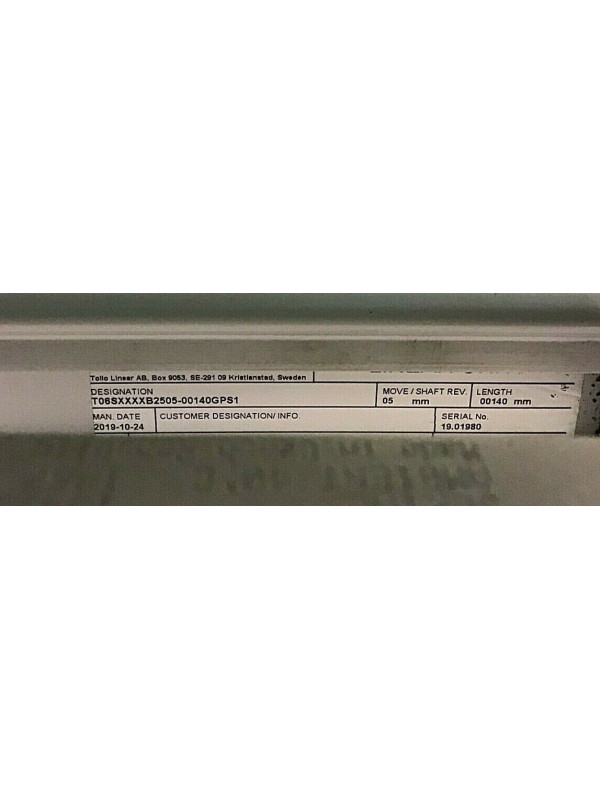 Tollo Linear AB, Box 9053, SE-291 09 Kristianstad, Sweden
DESIGNATION
T06SXXXXB2505-00140GPS1
MOVE / SHAFT REV.
05 mm
LENGTH
00140 mm
MAN. DATE
2019-10-24
CUSTOMER DESIGNATION/ INFO
SERIAL No.
19.01980